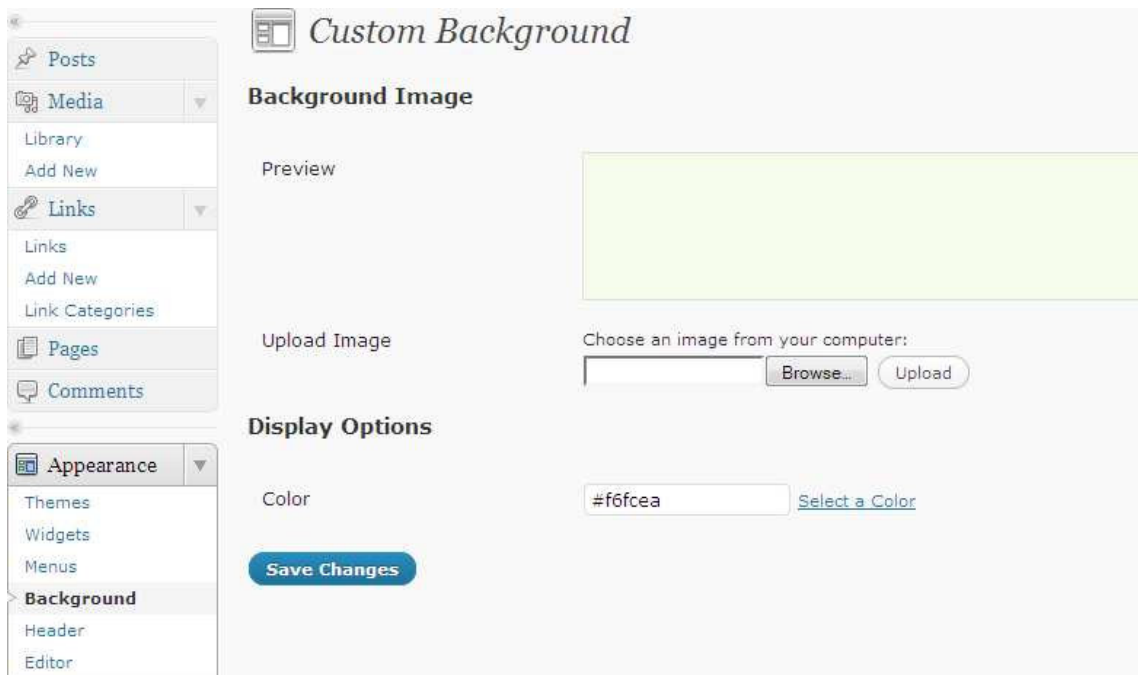 Custom Background
Posts
Media
Library
Add New
Links
Links
Add New
Link Categories
Pages
Comments
Appearance
Themes
Widgets
Menus
Background
Header
Editor
Background Image
Preview
Upload Image
Choose an image from your computer:
Browse...
Upload
Display Options
Color
#f6fcea
Select a Color
Save Changes